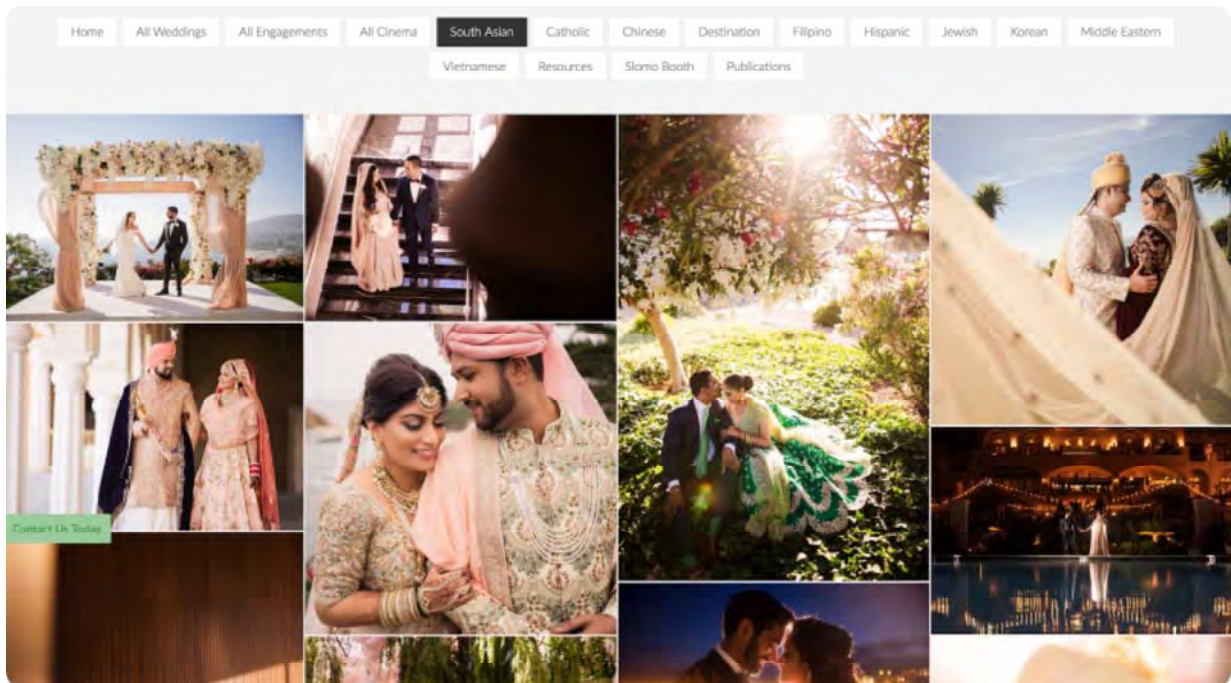 Home All Weddings All Engagements All Cinema South Asian Catholic Chinese Destination Filipino Hispanic Jewish Korean Middle Eastern
Vietnamese Resources Slomo Booth Publications
Contact Us Today